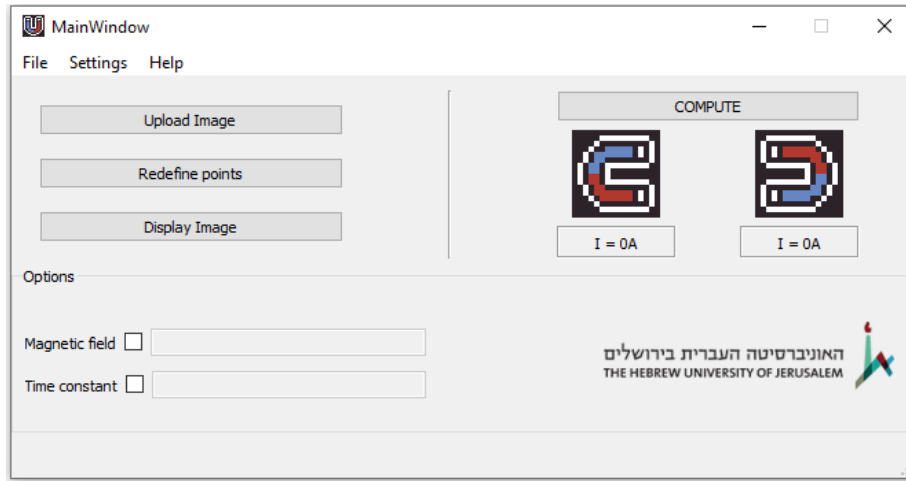 MainWindow
File Settings Help
Upload Image
Redefine points
Display Image
COMPUTE
I = 0A
I = 0A
Options
Magnetic field
Time constant
האוניברסיטה העברית בירושלים
THE HEBREW UNIVERSITY OF JERUSALEM